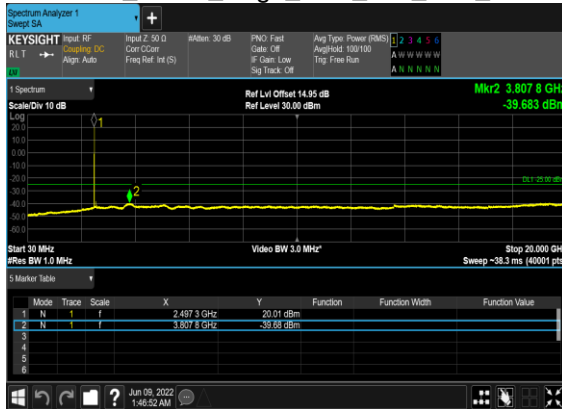 Spectrum Analyzer 1
Swept SA
+
KEYSIGHT Input: RF Input Z: 50 Ω #Atten: 30 dB PNO: Fast Avg Type: Power (RMS) 1 2 3 4 5 6
RLT Coupling: DC Corr CCorr Gate: Off Avg|Hold: 100/100 A W W W W W
Align: Auto Freq Ref: Int (S) IF Gain: Low Trig: Free Run
LXI Sig Track: Off A N N N N N
1 Spectrum Ref Lvl Offset 14.95 dB Mkr2 3.807 8 GHz
Scale/Div 10 dB Ref Level 30.00 dBm -39.683 dBm
Log
20.0
10.0
0.00
-10.0
-20.0
-30.0
-40.0
-50.0
-60.0
1
2
DL1 -25.00 dBm
Start 30 MHz Video BW 3.0 MHz* Stop 20.000 GHz
#Res BW 1.0 MHz Sweep ~38.3 ms (40001 pts)
5 Marker Table
Mode Trace Scale X Y Function Function Width Function Value
1 N 1 f 2.497 3 GHz 20.01 dBm
2 N 1 f 3.807 8 GHz -39.68 dBm
3
4
5
6
? Jun 09, 2022
1:46:52 AM